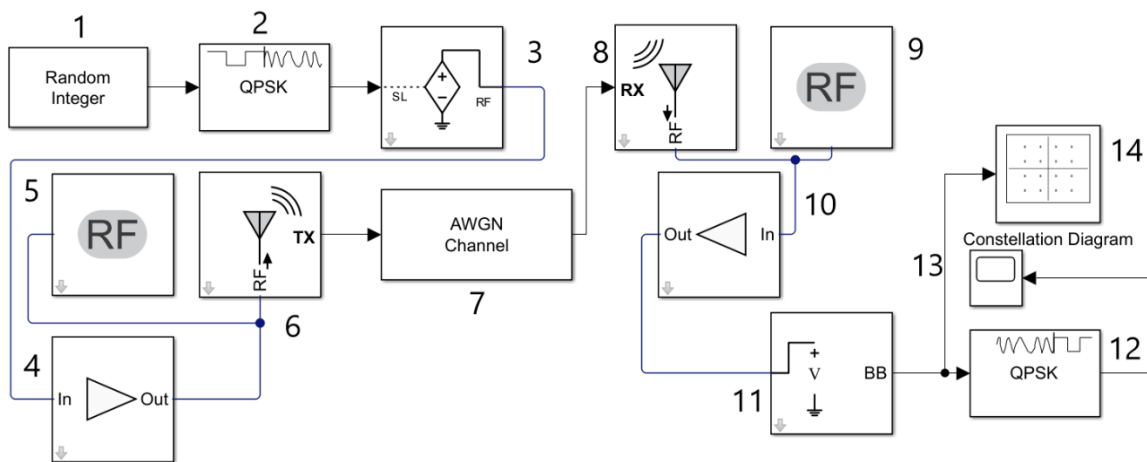 1
Random
Integer
2
QPSK
3
SL
RF
8
RX
RF
9
RF
14
Constellation Diagram
5
RF
TX
RF
6
AWGN
Channel
7
10
Out
In
13
4
In
Out
11
V
BB
12
QPSK